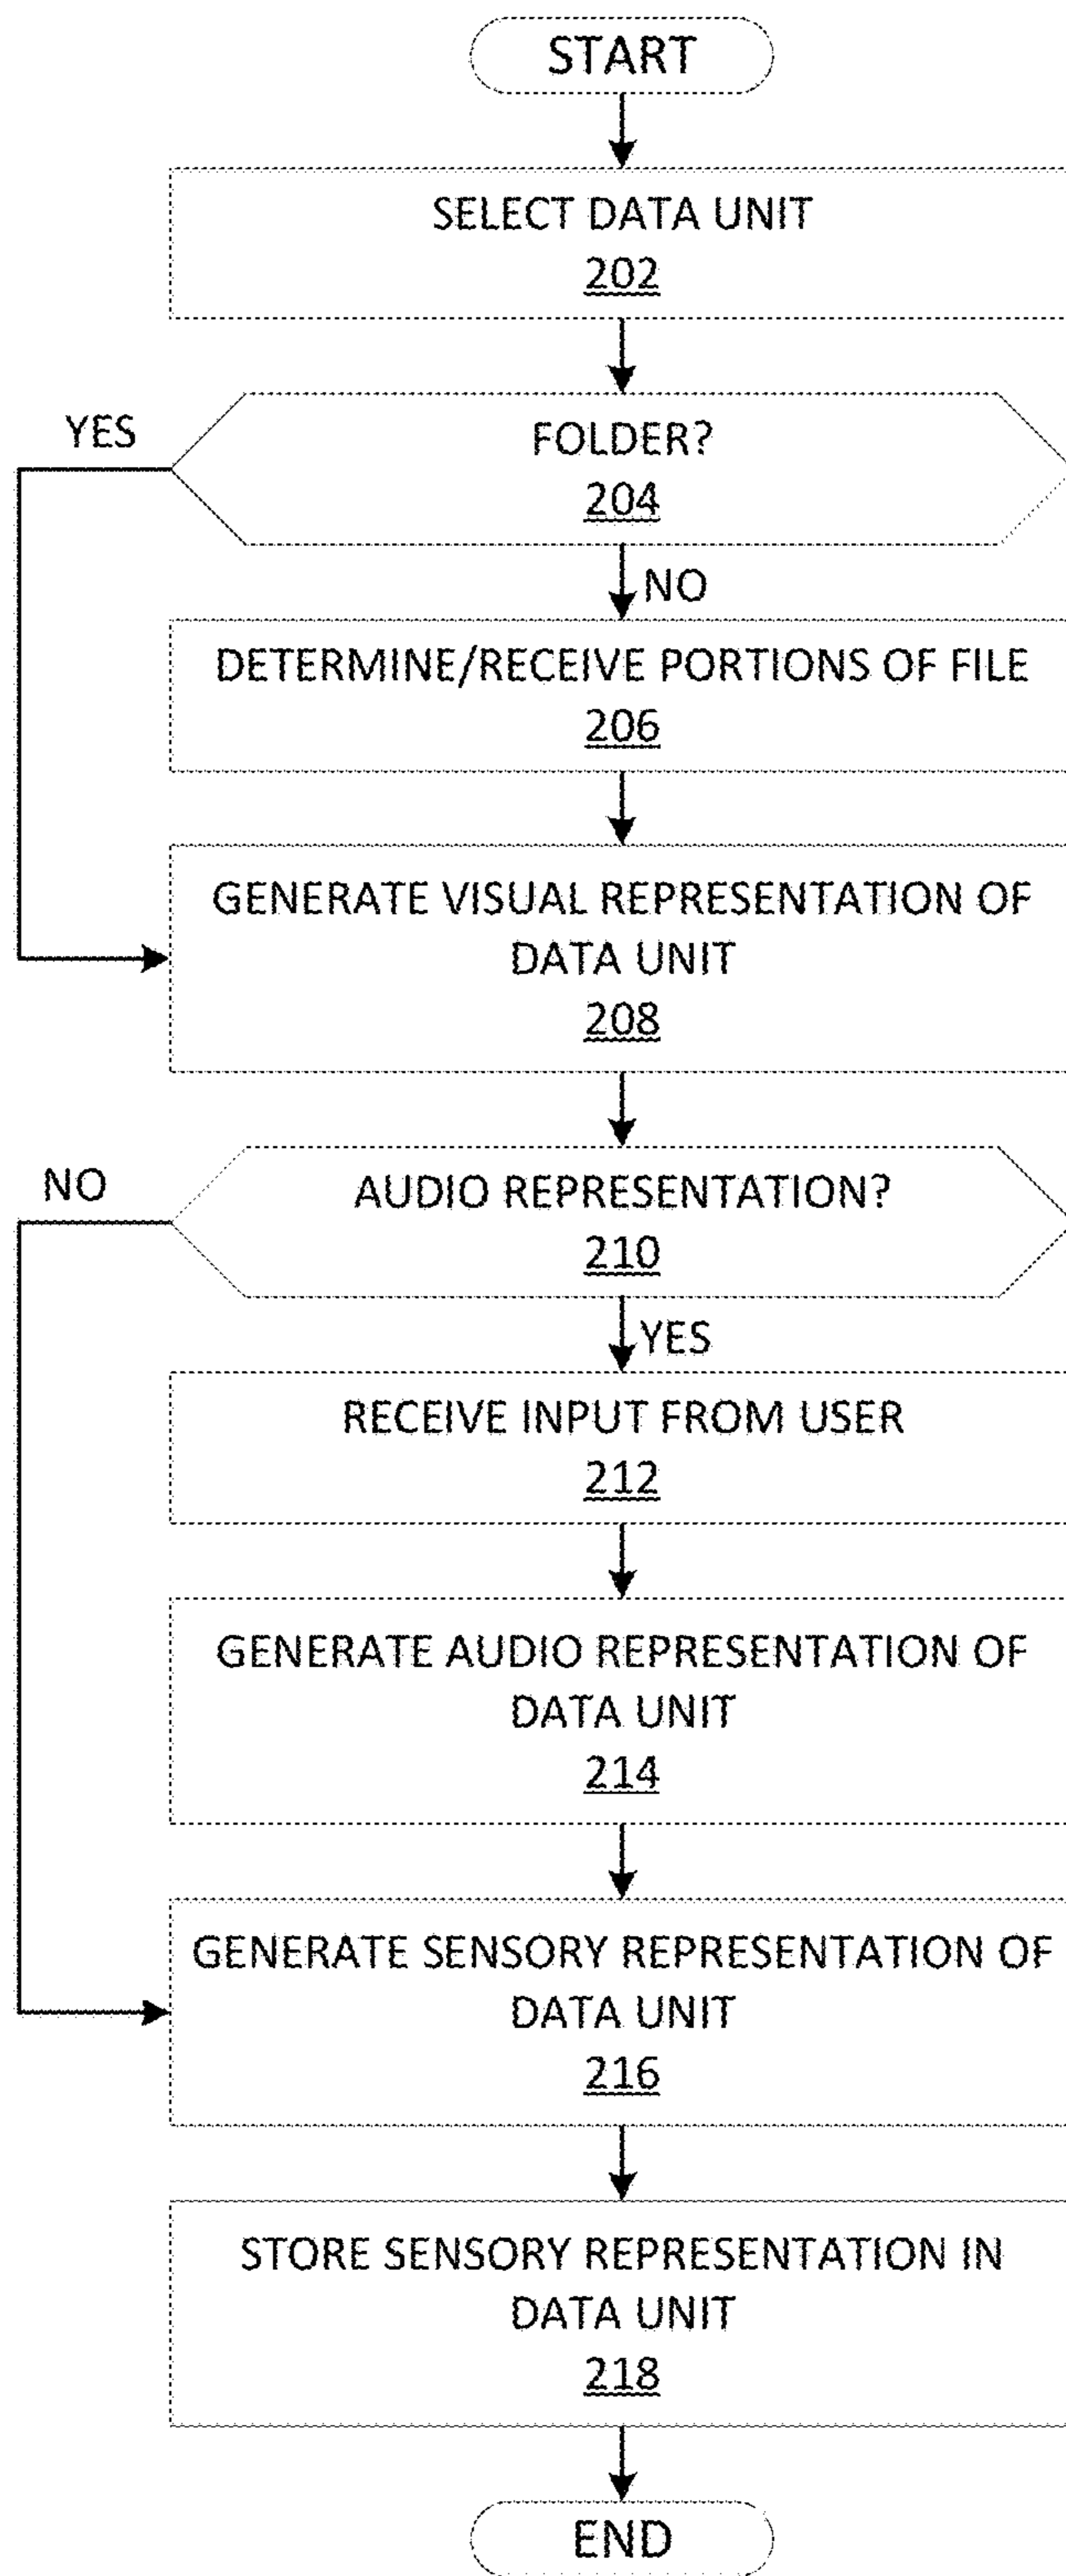 START
SELECT DATA UNIT
202
YES
FOLDER?
204
NO
DETERMINE/RECEIVE PORTIONS OF FILE
206
GENERATE VISUAL REPRESENTATION OF
DATA UNIT
208
NO
AUDIO REPRESENTATION?
210
YES
RECEIVE INPUT FROM USER
212
GENERATE AUDIO REPRESENTATION OF
DATA UNIT
214
GENERATE SENSORY REPRESENTATION OF
DATA UNIT
216
STORE SENSORY REPRESENTATION IN
DATA UNIT
218
END